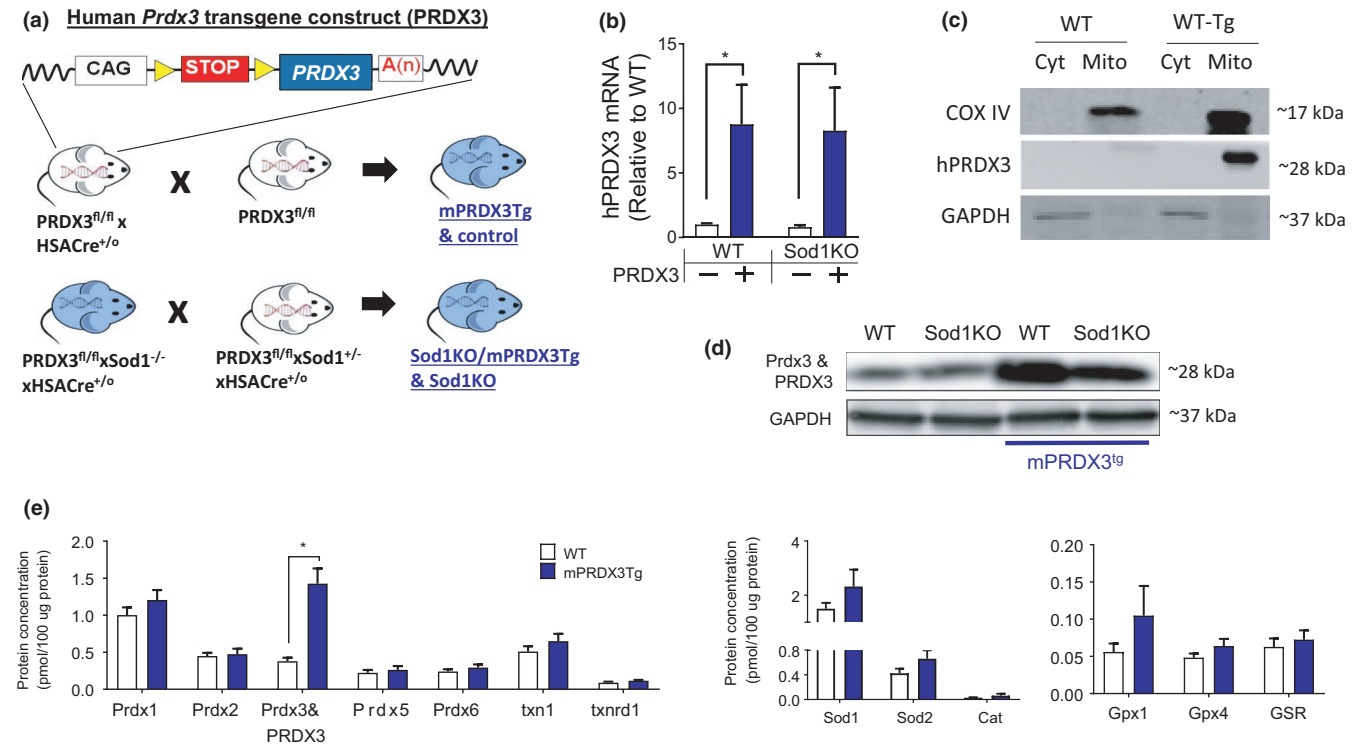 (a) Human Prdx3 transgene construct (PRDX3)
CAG STOP PRDX3 A(n)
X
PRDX3fl/fl x
HSACre+/o
PRDX3fl/fl
mPRDX3Tg
& control
X
PRDX3fl/flxSod1-/-
xHSACre+/o
PRDX3fl/flxSod1+/-
xHSACre+/o
Sod1KO/mPRDX3Tg
& Sod1KO
(b)
hPRDX3 mRNA
(Relative to WT)
15
10
5
0
* *
WT Sod1KO
PRDX3 − + − +
(c)
WT WT-Tg
Cyt Mito Cyt Mito
COX IV ~17 kDa
hPRDX3 ~28 kDa
GAPDH ~37 kDa
(d)
WT Sod1KO WT Sod1KO
Prdx3 &
PRDX3
~28 kDa
GAPDH ~37 kDa
mPRDX3tg
(e)
Protein concentration
(pmol/100 ug protein)
2.0
1.5
1.0
0.5
0.0
*
WT
mPRDX3Tg
Prdx1 Prdx2 Prdx3& Prdx5 Prdx6 txn1 txnrd1
PRDX3
Protein concentration
(pmol/100 ug protein)
4
2
0.8
0.4
0.0
Sod1 Sod2 Cat
0.20
0.15
0.10
0.05
0.00
Gpx1 Gpx4 GSR